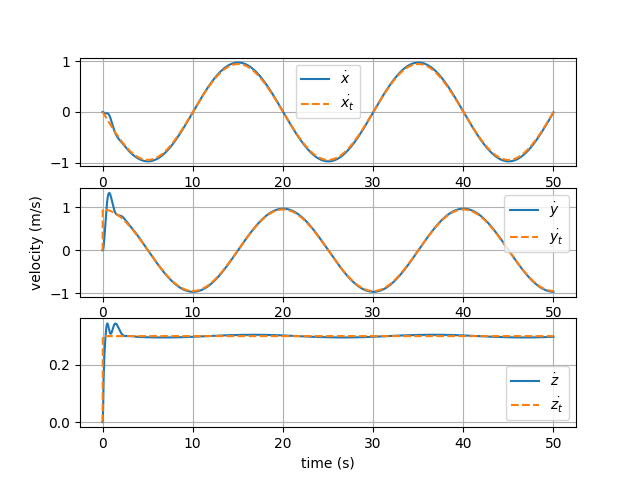 1
0
−1
ẋ
ẋₜ
0 10 20 30 40 50
velocity (m/s)
1
0
−1
ẏ
ẏₜ
0 10 20 30 40 50
0.2
0.0
ż
żₜ
0 10 20 30 40 50
time (s)